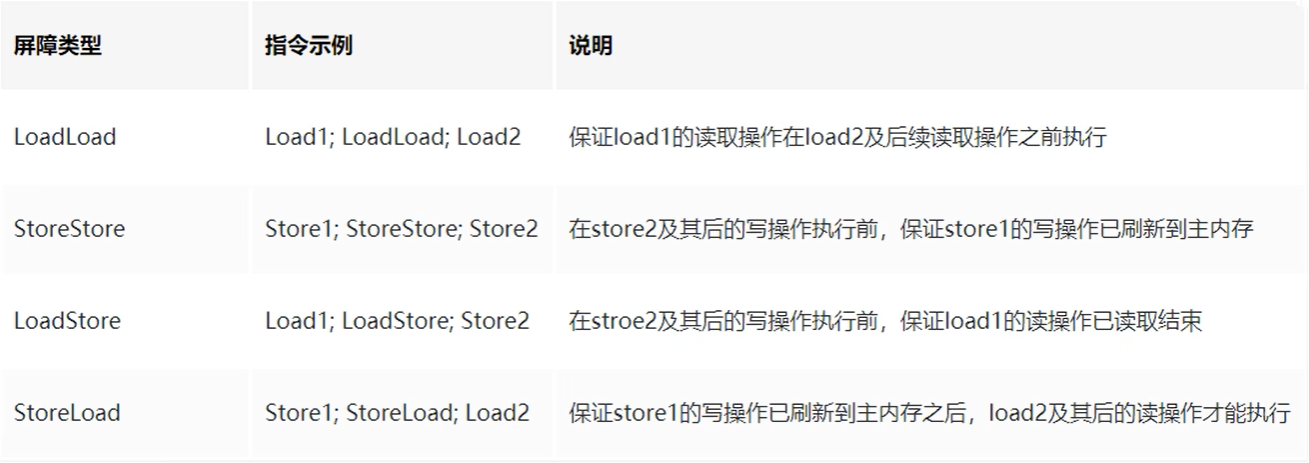 屏障类型 指令示例 说明
LoadLoad Load1; LoadLoad; Load2 保证load1的读取操作在load2及后续读取操作之前执行
StoreStore Store1; StoreStore; Store2 在store2及其后的写操作执行前，保证store1的写操作已刷新到主内存
LoadStore Load1; LoadStore; Store2 在stroe2及其后的写操作执行前，保证load1的读操作已读取结束
StoreLoad Store1; StoreLoad; Load2 保证store1的写操作已刷新到主内存之后，load2及其后的读操作才能执行